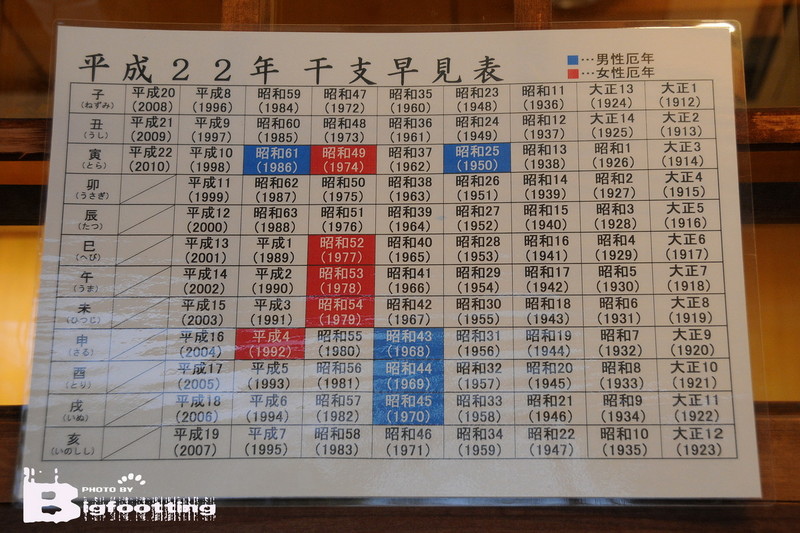 平成22年 干支早見表
■…男性厄年
■…女性厄年
子 平成20 平成8 昭和59 昭和47 昭和35 昭和23 昭和11 大正13 大正1
(ねずみ) (2008) (1996) (1984) (1972) (1960) (1948) (1936) (1924) (1912)
丑 平成21 平成9 昭和60 昭和48 昭和36 昭和24 昭和12 大正14 大正2
(うし) (2009) (1997) (1985) (1973) (1961) (1949) (1937) (1925) (1913)
寅 平成22 平成10 昭和61 昭和49 昭和37 昭和25 昭和13 昭和1 大正3
(とら) (2010) (1998) (1986) (1974) (1962) (1950) (1938) (1926) (1914)
卯 平成11 昭和62 昭和50 昭和38 昭和26 昭和14 昭和2 大正4
(うさぎ) (1999) (1987) (1975) (1963) (1951) (1939) (1927) (1915)
辰 平成12 昭和63 昭和51 昭和39 昭和27 昭和15 昭和3 大正5
(たつ) (2000) (1988) (1976) (1964) (1952) (1940) (1928) (1916)
巳 平成13 平成1 昭和52 昭和40 昭和28 昭和16 昭和4 大正6
(へび) (2001) (1989) (1977) (1965) (1953) (1941) (1929) (1917)
午 平成14 平成2 昭和53 昭和41 昭和29 昭和17 昭和5 大正7
(うま) (2002) (1990) (1978) (1966) (1954) (1942) (1930) (1918)
未 平成15 平成3 昭和54 昭和42 昭和30 昭和18 昭和6 大正8
(ひつじ) (2003) (1991) (1979) (1967) (1955) (1943) (1931) (1919)
申 平成16 平成4 昭和55 昭和43 昭和31 昭和19 昭和7 大正9
(さる) (2004) (1992) (1980) (1968) (1956) (1944) (1932) (1920)
酉 平成17 平成5 昭和56 昭和44 昭和32 昭和20 昭和8 大正10
(とり) (2005) (1993) (1981) (1969) (1957) (1945) (1933) (1921)
戌 平成18 平成6 昭和57 昭和45 昭和33 昭和21 昭和9 大正11
(いぬ) (2006) (1994) (1982) (1970) (1958) (1946) (1934) (1922)
亥 平成19 平成7 昭和58 昭和46 昭和34 昭和22 昭和10 大正12
(いのしし) (2007) (1995) (1983) (1971) (1959) (1947) (1935) (1923)
PHOTO BY
Bigfootting